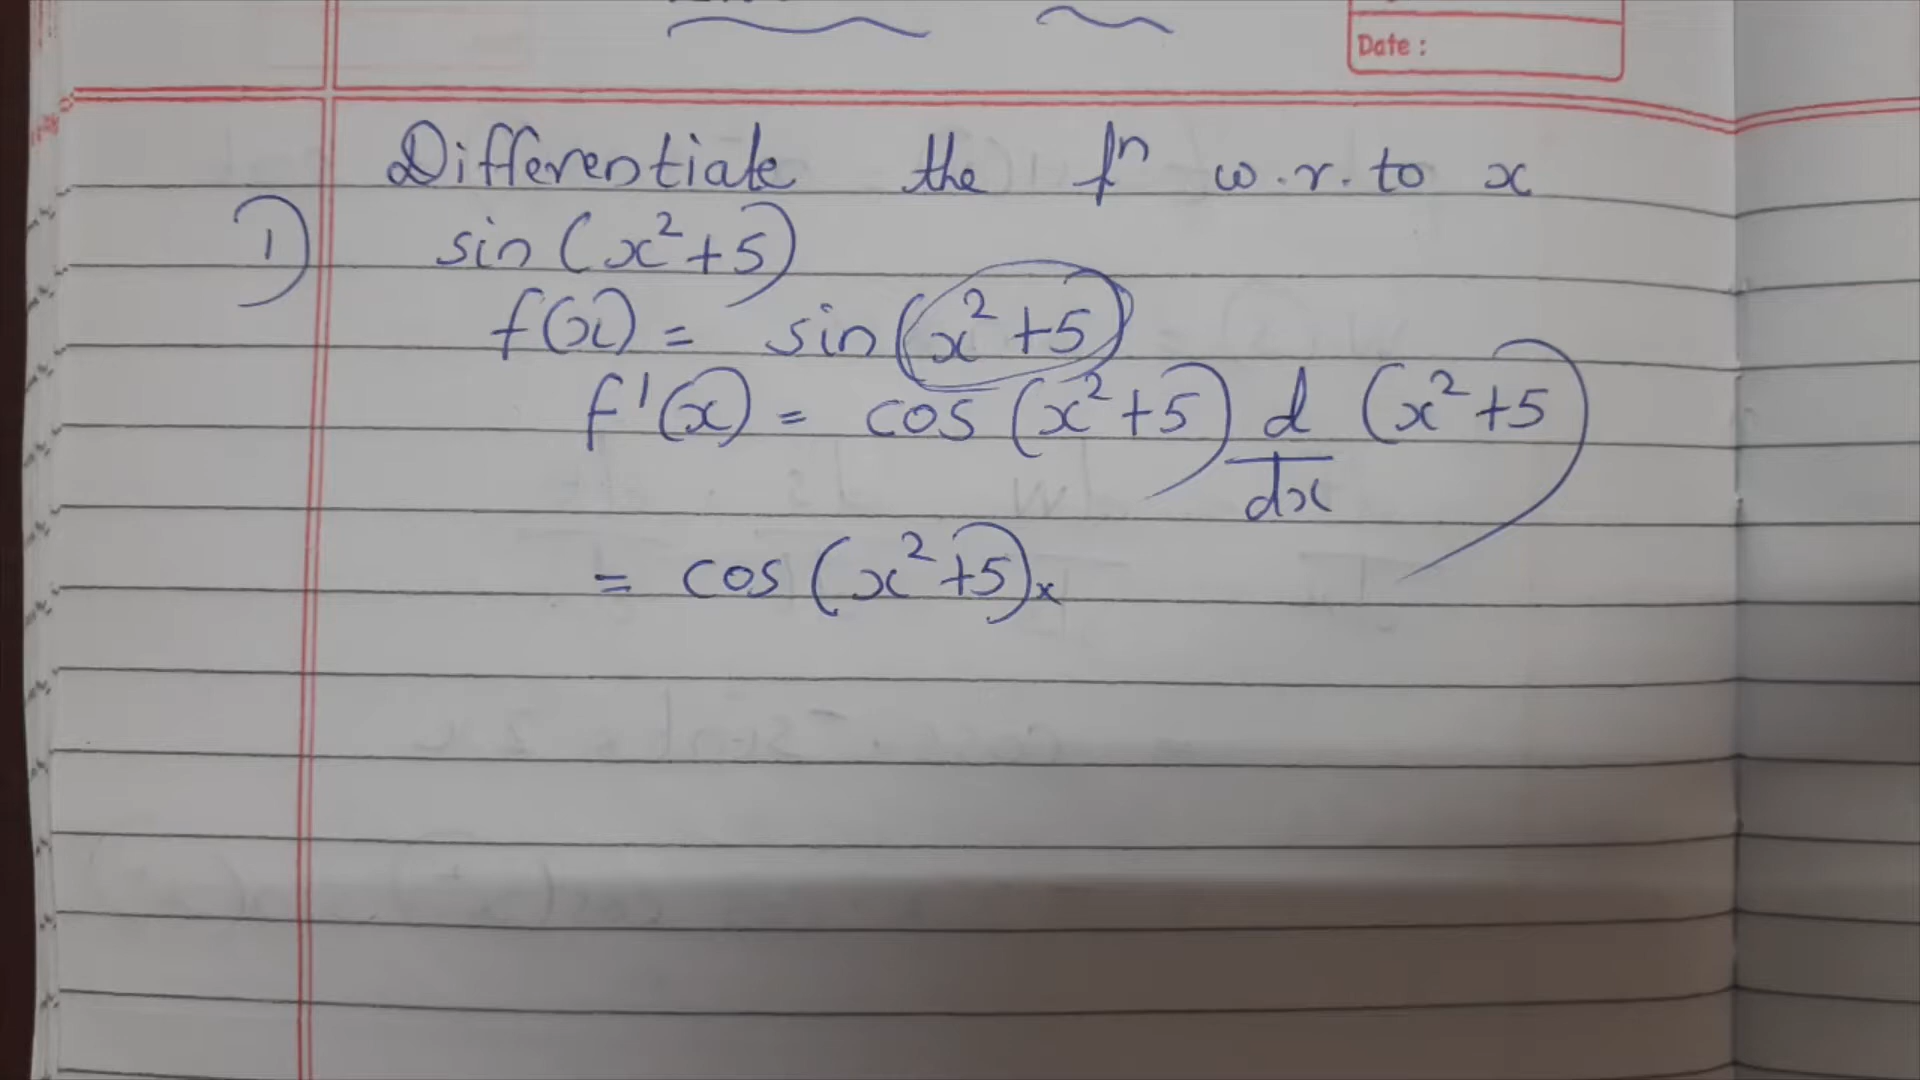 Date :
Differentiate the fⁿ w.r. to x
1) sin (x²+5)
f(x) = sin (x²+5)
f'(x) = cos (x²+5) d/dx (x²+5)
= cos (x²+5) ×